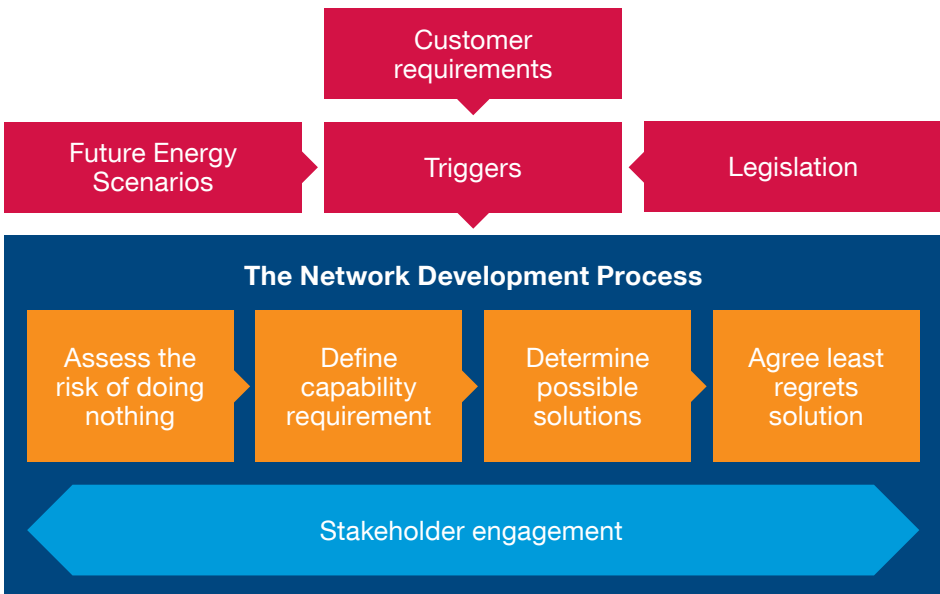 Customer
requirements
Future Energy
Scenarios
Triggers
Legislation
The Network Development Process
Assess the
risk of doing
nothing
Define
capability
requirement
Determine
possible
solutions
Agree least
regrets
solution
Stakeholder engagement